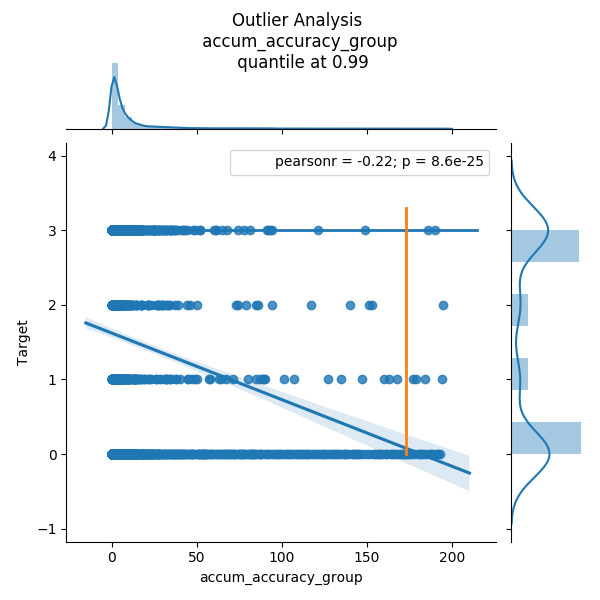 Outlier Analysis
accum_accuracy_group
quantile at 0.99
pearsonr = -0.22; p = 8.6e-25
4
3
2
1
0
−1
Target
0 50 100 150 200
accum_accuracy_group